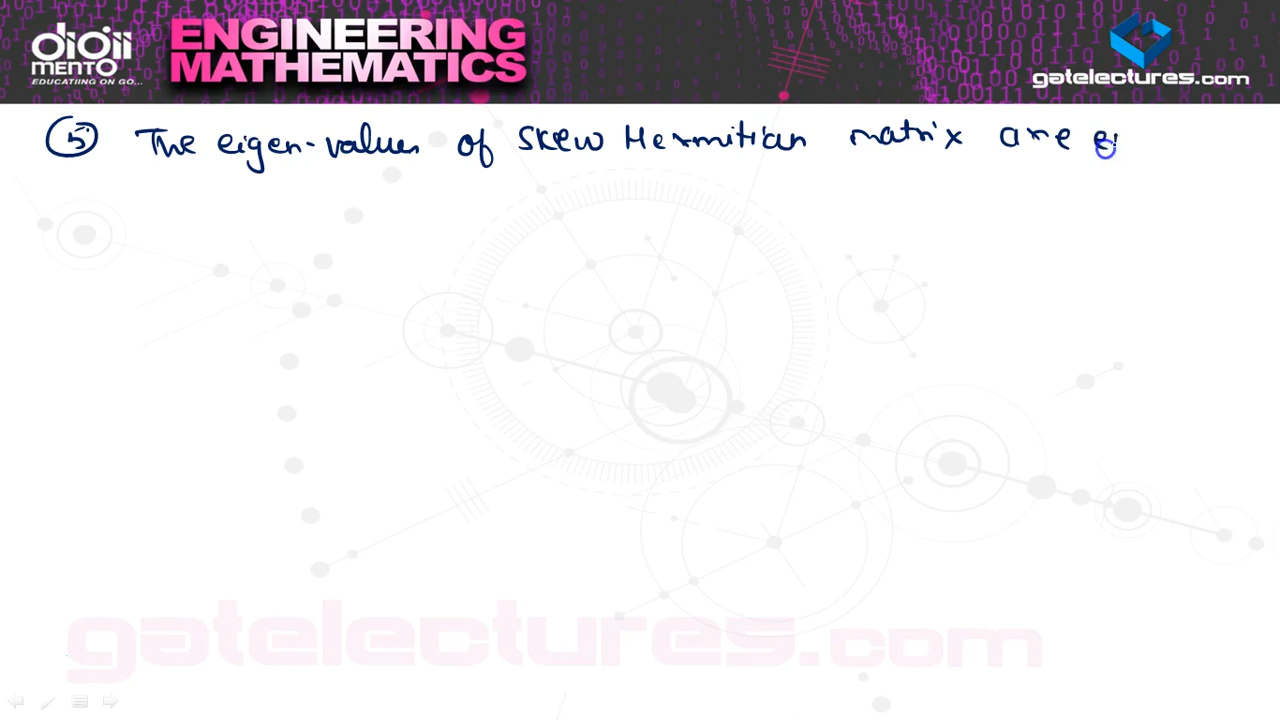 digii
MENTO
EDUCATIING ON GO...
ENGINEERING
MATHEMATICS
gatelectures.com
5 The eigen-values of Skew Hermitian matrix are
gatelectures.com